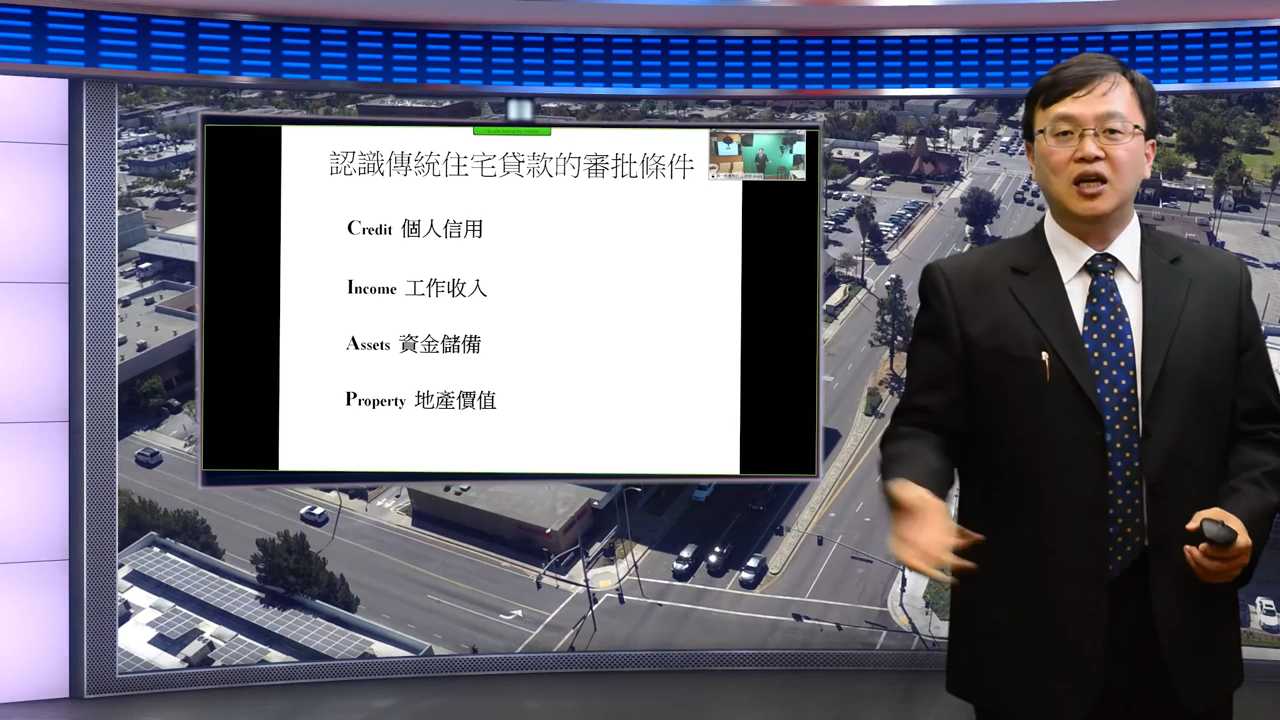 認識傳統住宅貸款的審批條件
Credit 個人信用
Income 工作收入
Assets 資金儲備
Property 地產價值